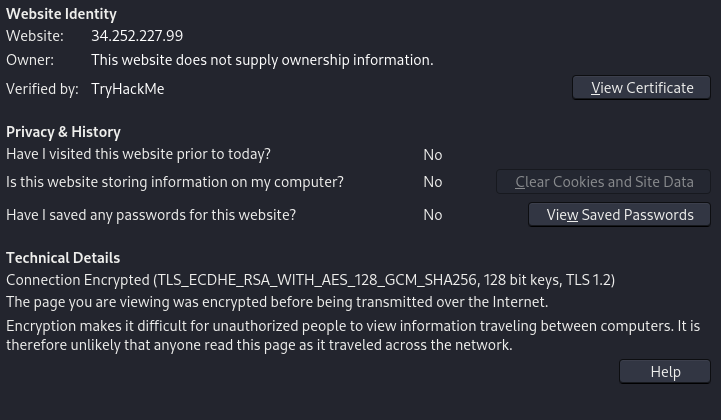 Website Identity
Website: 34.252.227.99
Owner: This website does not supply ownership information.
Verified by: TryHackMe
View Certificate
Privacy & History
Have I visited this website prior to today? No
Is this website storing information on my computer? No
Clear Cookies and Site Data
Have I saved any passwords for this website? No
View Saved Passwords
Technical Details
Connection Encrypted (TLS_ECDHE_RSA_WITH_AES_128_GCM_SHA256, 128 bit keys, TLS 1.2)
The page you are viewing was encrypted before being transmitted over the Internet.
Encryption makes it difficult for unauthorized people to view information traveling between computers. It is
therefore unlikely that anyone read this page as it traveled across the network.
Help